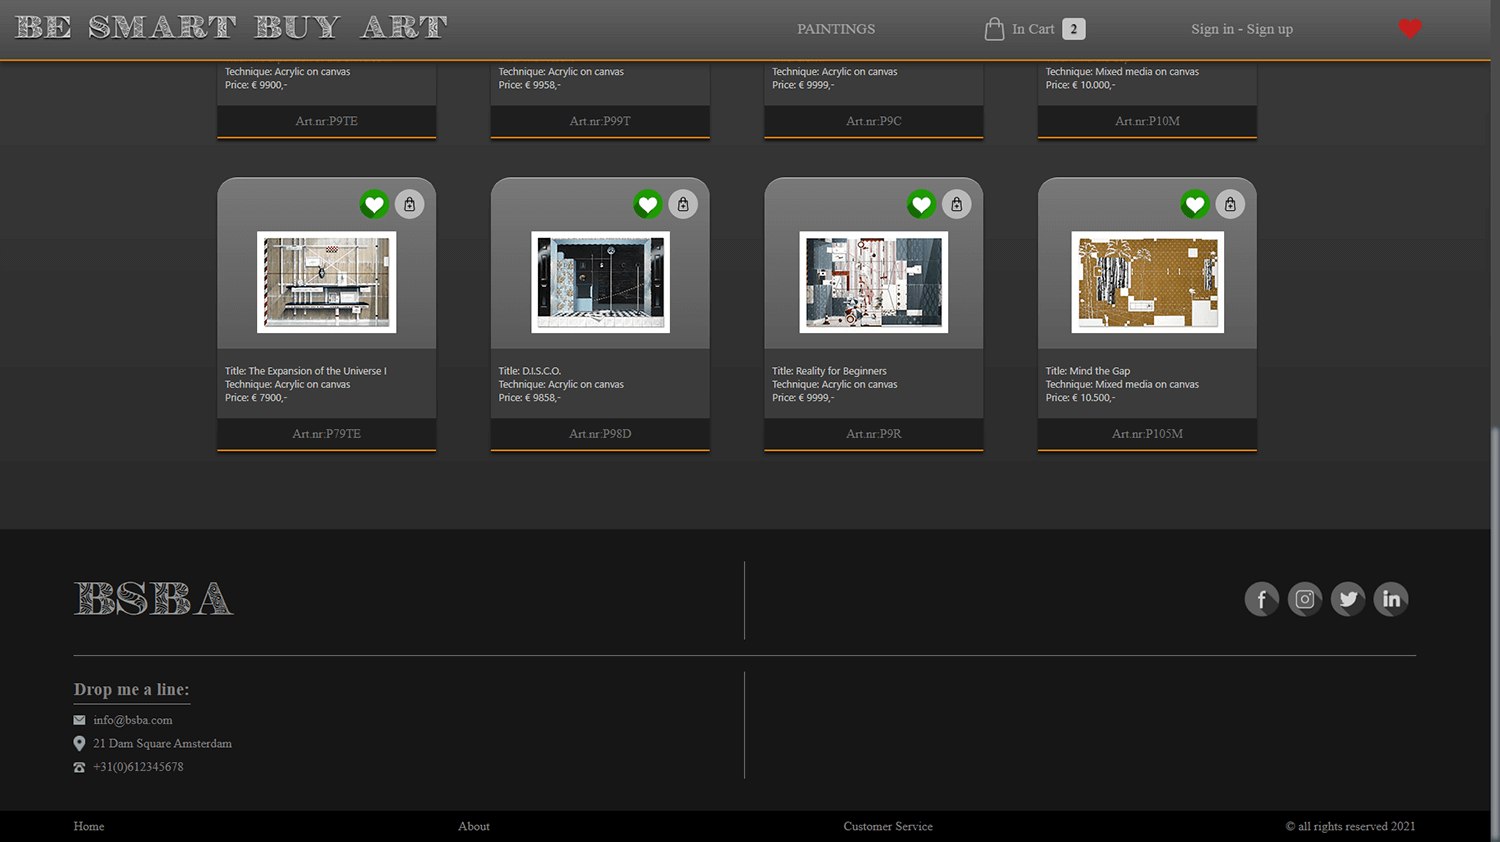 BE SMART BUY ART
PAINTINGS
In Cart 2
Sign in - Sign up
Technique: Acrylic on canvas
Price: € 9900,-
Art.nr:P9TE
Technique: Acrylic on canvas
Price: € 9958,-
Art.nr:P99T
Technique: Acrylic on canvas
Price: € 9999,-
Art.nr:P9C
Technique: Mixed media on canvas
Price: € 10.000,-
Art.nr:P10M
Title: The Expansion of the Universe I
Technique: Acrylic on canvas
Price: € 7900,-
Art.nr:P79TE
Title: D.I.S.C.O.
Technique: Acrylic on canvas
Price: € 9858,-
Art.nr:P98D
Title: Reality for Beginners
Technique: Acrylic on canvas
Price: € 9999,-
Art.nr:P9R
Title: Mind the Gap
Technique: Mixed media on canvas
Price: € 10.500,-
Art.nr:P105M
BSBA
Drop me a line:
info@bsba.com
21 Dam Square Amsterdam
+31(0)612345678
Home
About
Customer Service
© all rights reserved 2021